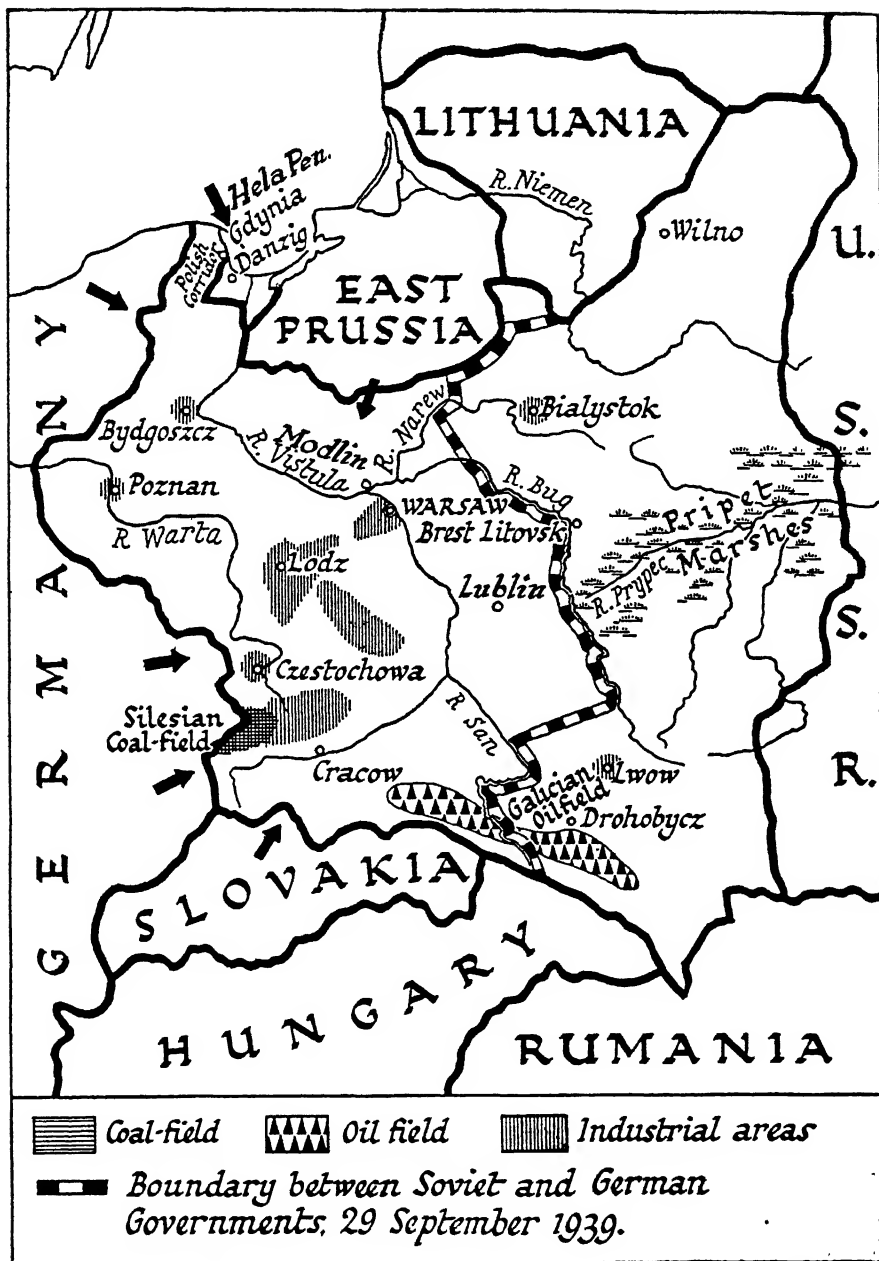 LITHUANIA
Hela Pen.
Gdynia
Danzig
Polish
Corridor
R. Niemen
Wilno
U.
S.
S.
R.
EAST
PRUSSIA
GERMANY
Bydgoszcz
Modlin
R. Vistula
R. Narew
Bialystok
Poznan
R Warta
WARSAW
R. Bug
Brest Litovsk
Pripet
Marshes
R. Prypec
Lodz
Lublin
Czestochowa
Silesian
Coal-field
Cracow
R San
Galician
Oilfield
Lwow
Drohobycz
SLOVAKIA
HUNGARY
RUMANIA
Coal-field
Oil field
Industrial areas
Boundary between Soviet and German
Governments, 29 September 1939.